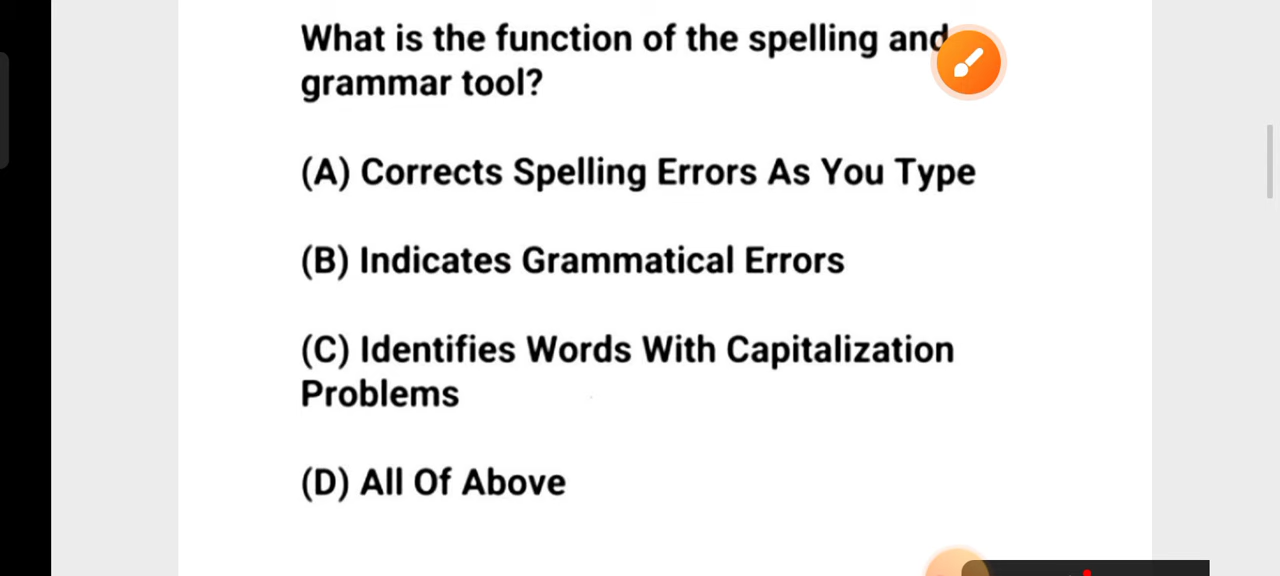 What is the function of the spelling and
grammar tool?
(A) Corrects Spelling Errors As You Type
(B) Indicates Grammatical Errors
(C) Identifies Words With Capitalization
Problems
(D) All Of Above